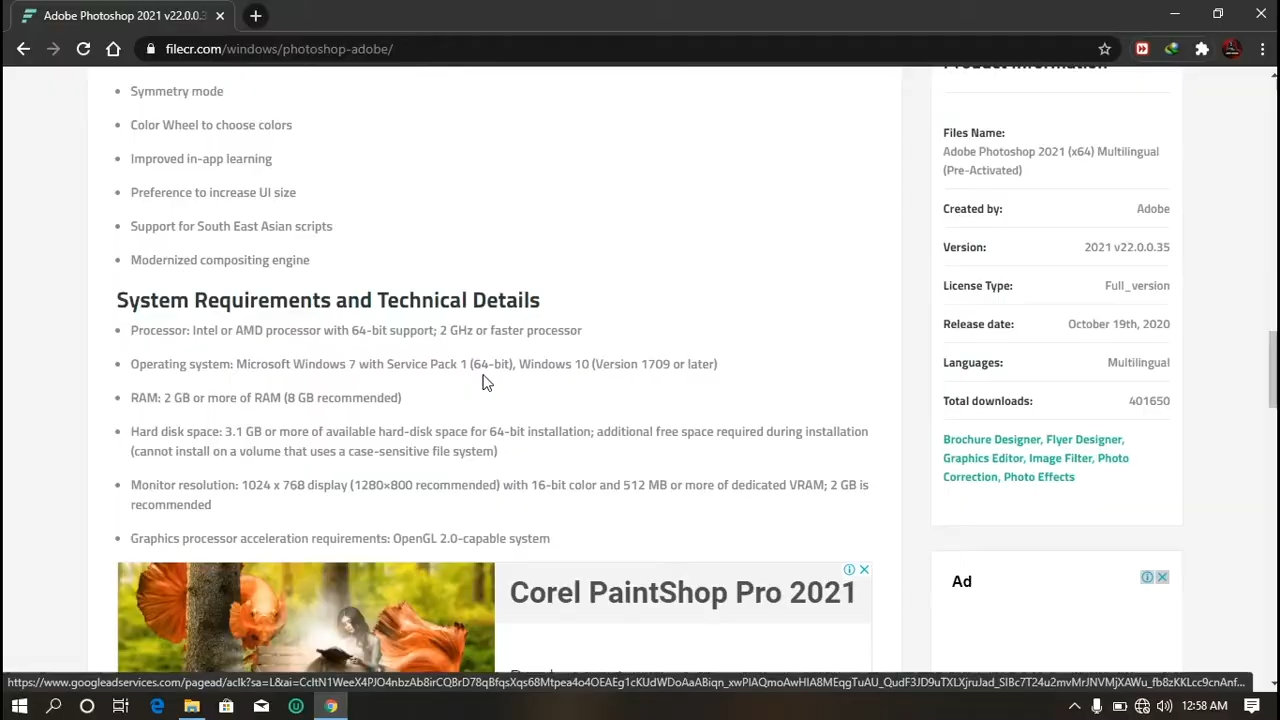 Adobe Photoshop 2021 v22.0.0.3
filecr.com/windows/photoshop-adobe/
Symmetry mode
Color Wheel to choose colors
Improved in-app learning
Preference to increase UI size
Support for South East Asian scripts
Modernized compositing engine
System Requirements and Technical Details
Processor: Intel or AMD processor with 64-bit support; 2 GHz or faster processor
Operating system: Microsoft Windows 7 with Service Pack 1 (64-bit), Windows 10 (Version 1709 or later)
RAM: 2 GB or more of RAM (8 GB recommended)
Hard disk space: 3.1 GB or more of available hard-disk space for 64-bit installation; additional free space required during installation
(cannot install on a volume that uses a case-sensitive file system)
Monitor resolution: 1024 x 768 display (1280×800 recommended) with 16-bit color and 512 MB or more of dedicated VRAM; 2 GB is
recommended
Graphics processor acceleration requirements: OpenGL 2.0-capable system
Corel PaintShop Pro 2021
Product Information
Files Name:
Adobe Photoshop 2021 (x64) Multilingual
(Pre-Activated)
Created by: Adobe
Version: 2021 v22.0.0.35
License Type: Full_version
Release date: October 19th, 2020
Languages: Multilingual
Total downloads: 401650
Brochure Designer, Flyer Designer,
Graphics Editor, Image Filter, Photo
Correction, Photo Effects
Ad
12:58 AM